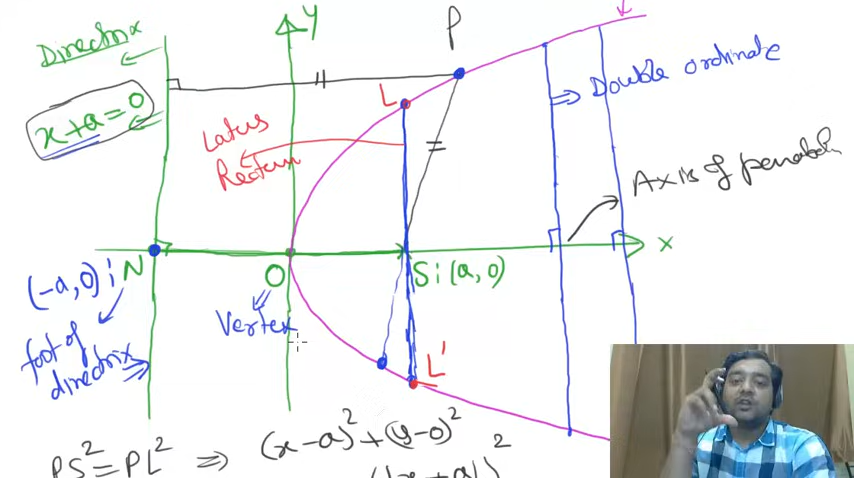 Directrix
x+a=0
y
P
L
Latus
Rectum
Double ordinate
Axis of parabola
x
(-a,0) : N
O
S : (a,0)
Vertex
foot of
directrix
L'
PS² = PL² ⇒ (x-a)² + (y-0)²